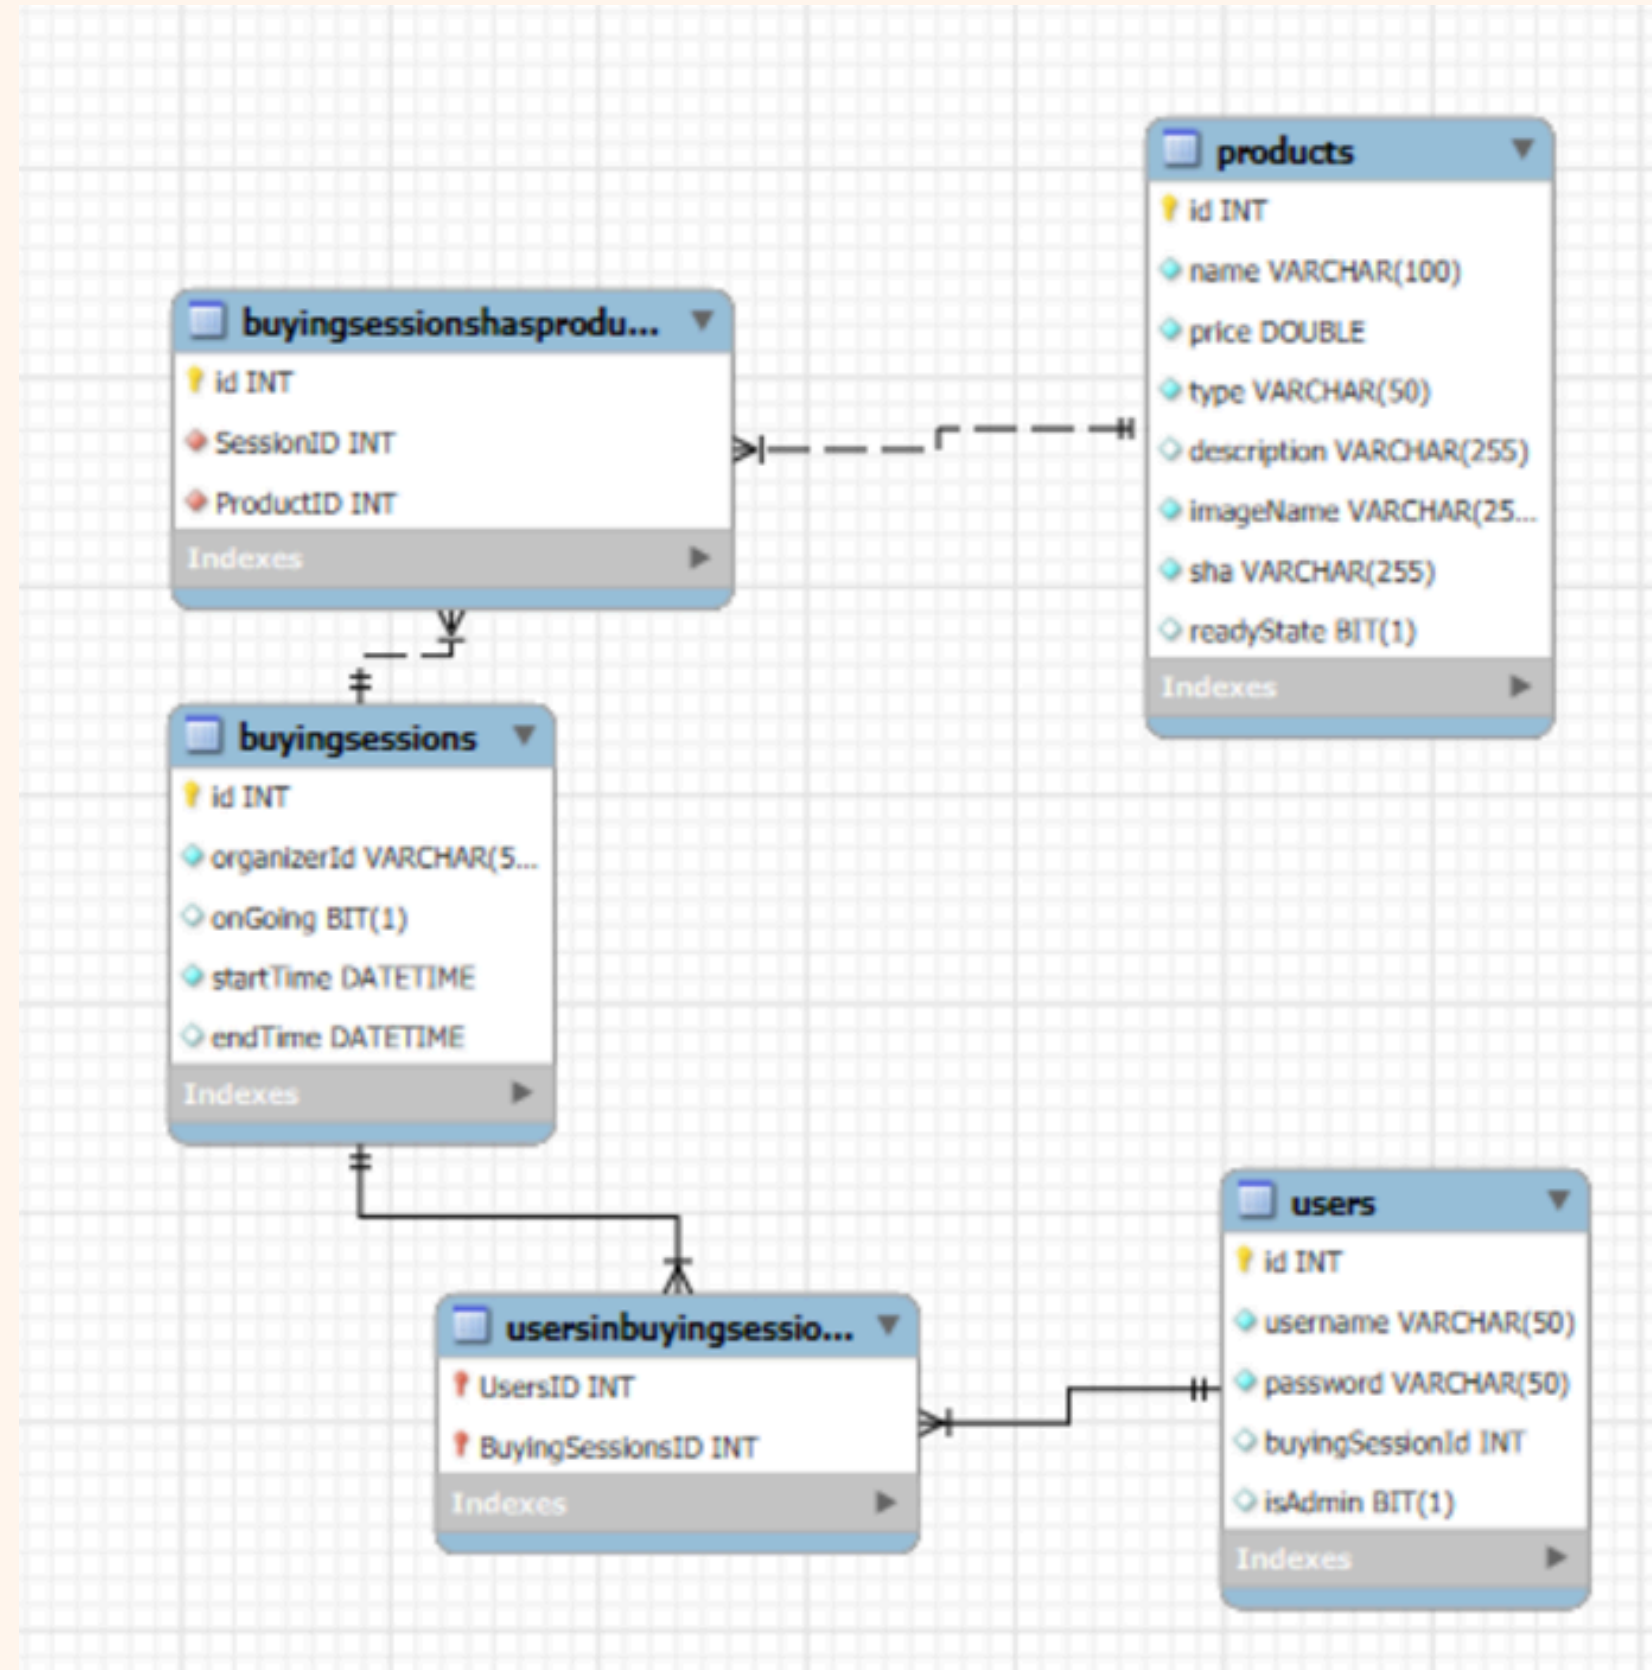 products
id INT
name VARCHAR(100)
price DOUBLE
type VARCHAR(50)
description VARCHAR(255)
imageName VARCHAR(25...
sha VARCHAR(255)
readyState BIT(1)
Indexes
buyingsessionshasprodu...
id INT
SessionID INT
ProductID INT
Indexes
buyingsessions
id INT
organizerId VARCHAR(5...
onGoing BIT(1)
startTime DATETIME
endTime DATETIME
Indexes
usersinbuyingsessio...
UsersID INT
BuyingSessionsID INT
Indexes
users
id INT
username VARCHAR(50)
password VARCHAR(50)
buyingSessionId INT
isAdmin BIT(1)
Indexes